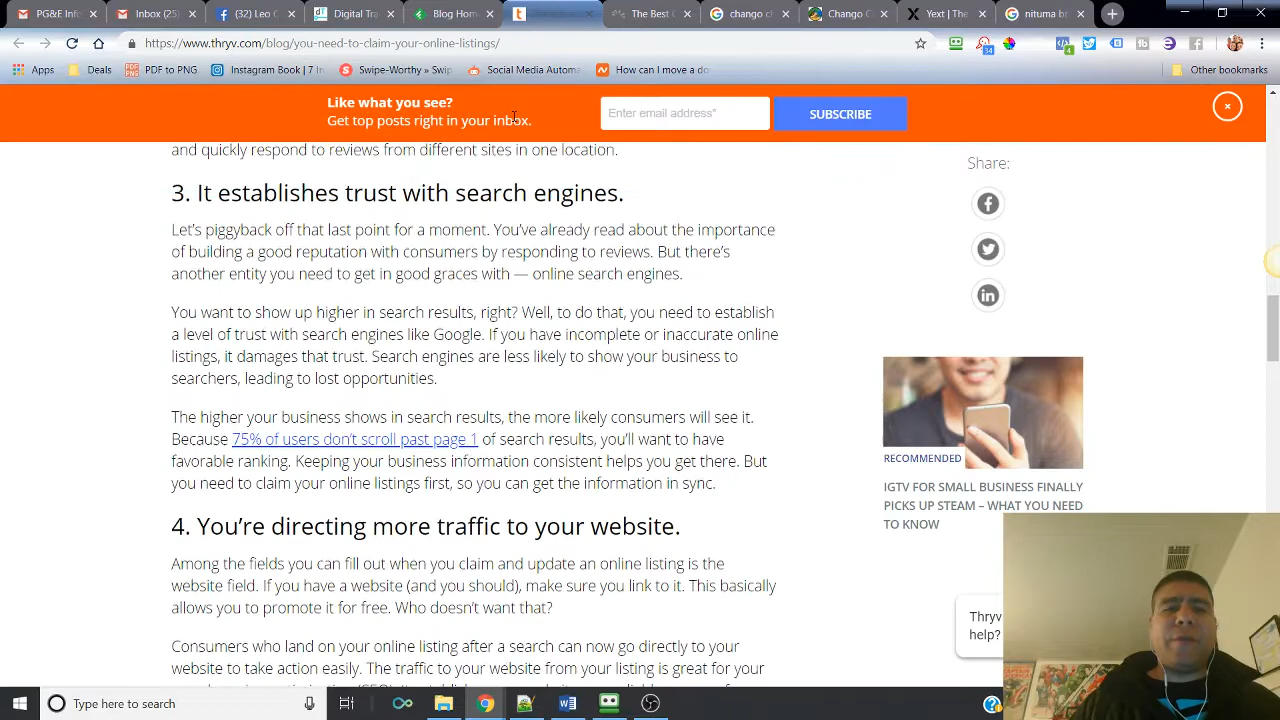 PG&E Info
Inbox (25)
(32) Leo C
Digital Tra
Blog Home
The Best C
chango ch
Chango C
Yext | The
nituma br
https://www.thryv.com/blog/you-need-to-claim-your-online-listings/
34
4
Apps
Deals
PDF to PNG
Instagram Book | 7 In
Swipe-Worthy » Swip
Social Media Automa
How can I move a do
Other bookmarks
Like what you see?
Get top posts right in your inbox.
Enter email address*
SUBSCRIBE
and quickly respond to reviews from different sites in one location.
3. It establishes trust with search engines.
Let's piggyback off that last point for a moment. You've already read about the importance
of building a good reputation with consumers by responding to reviews. But there's
another entity you need to get in good graces with — online search engines.
You want to show up higher in search results, right? Well, to do that, you need to establish
a level of trust with search engines like Google. If you have incomplete or inaccurate online
listings, it damages that trust. Search engines are less likely to show your business to
searchers, leading to lost opportunities.
The higher your business shows in search results, the more likely consumers will see it.
Because 75% of users don't scroll past page 1 of search results, you'll want to have
favorable ranking. Keeping your business information consistent helps you get there. But
you need to claim your online listings first, so you can get the information in sync.
4. You're directing more traffic to your website.
Among the fields you can fill out when you claim and update an online listing is the
website field. If you have a website (and you should), make sure you link to it. This basically
allows you to promote it for free. Who doesn't want that?
Consumers who land on your online listing after a search can now go directly to your
website to take action easily. The traffic to your website from your listing is great for your
Share:
RECOMMENDED
IGTV FOR SMALL BUSINESS FINALLY
PICKS UP STEAM – WHAT YOU NEED
TO KNOW
Thryv
help?
Type here to search